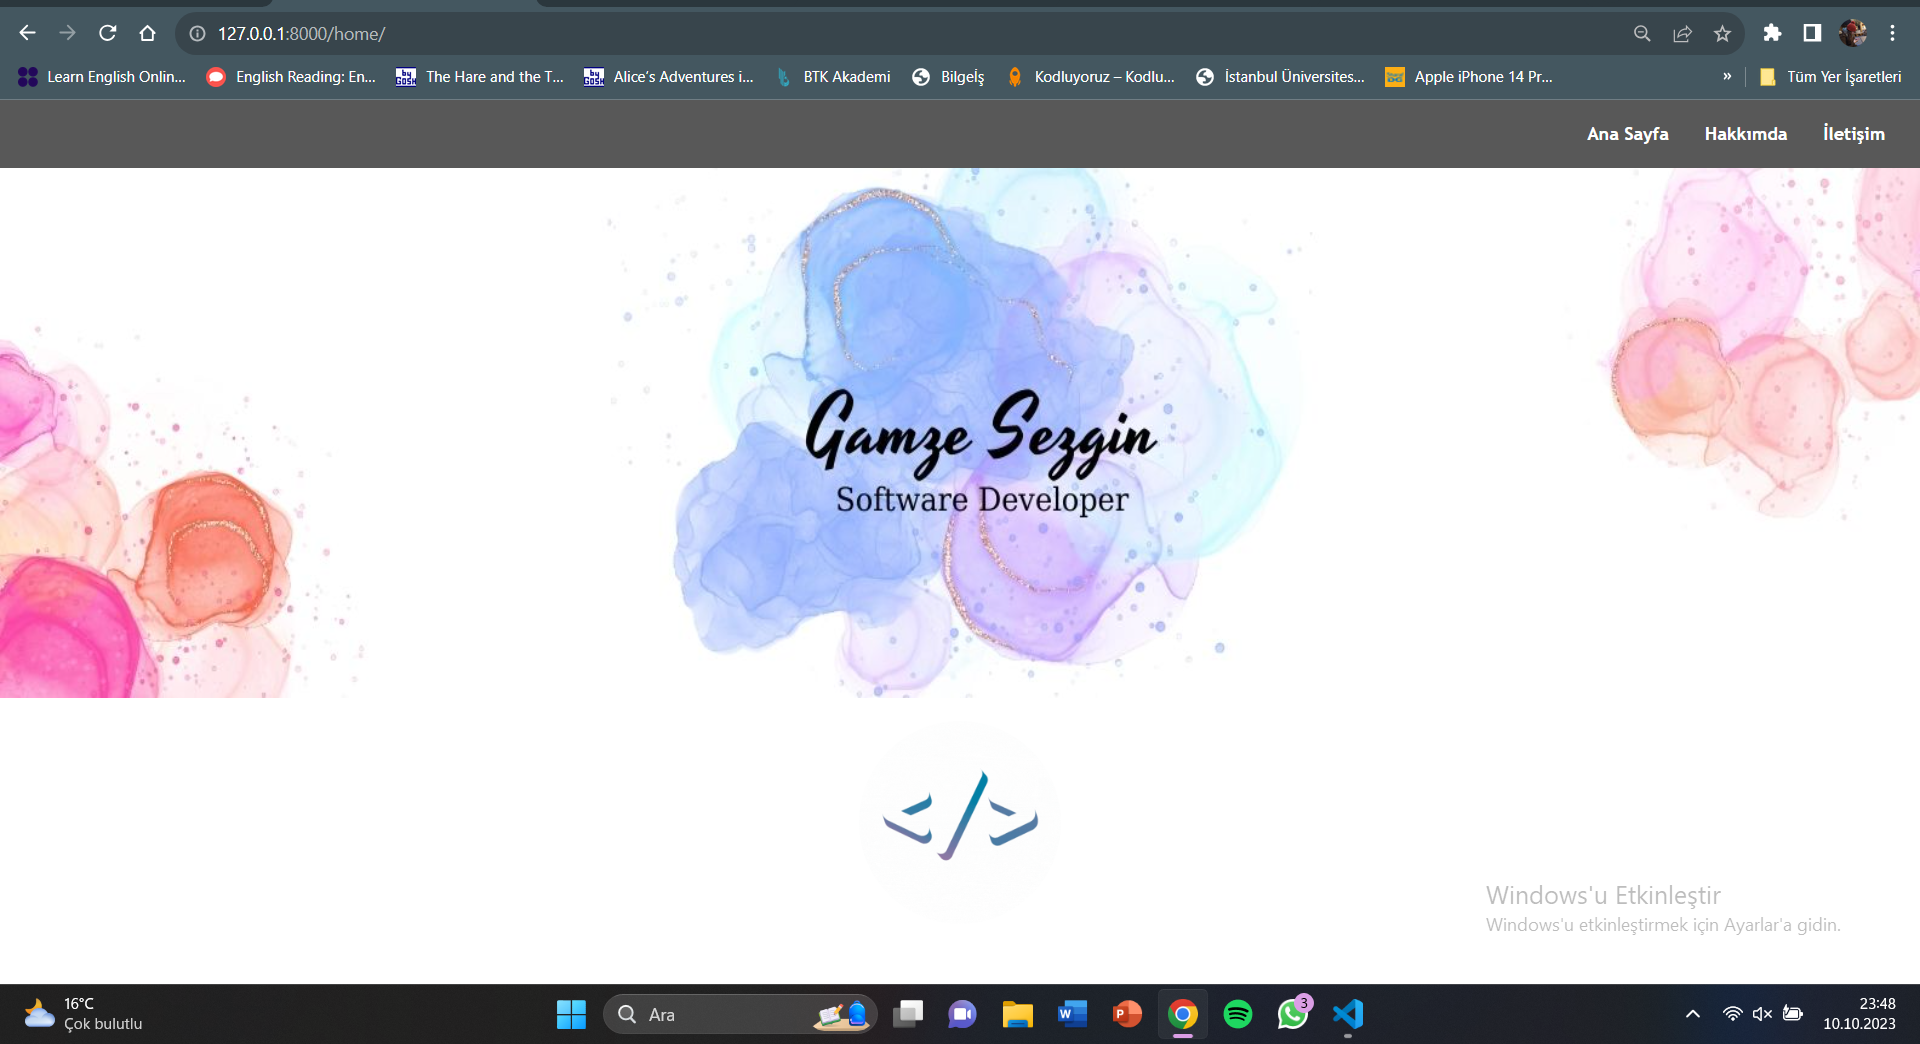 127.0.0.1:8000/home/
Learn English Onlin...
English Reading: En...
The Hare and the T...
Alice's Adventures i...
BTK Akademi
Bilgeİş
Kodluyoruz – Kodlu...
İstanbul Üniversites...
Apple iPhone 14 Pr...
»
Tüm Yer İşaretleri
Ana Sayfa
Hakkımda
İletişim
Gamze Sezgin
Software Developer
</>
Windows'u Etkinleştir
Windows'u etkinleştirmek için Ayarlar'a gidin.
16°C
Çok bulutlu
Ara
3
23:48
10.10.2023